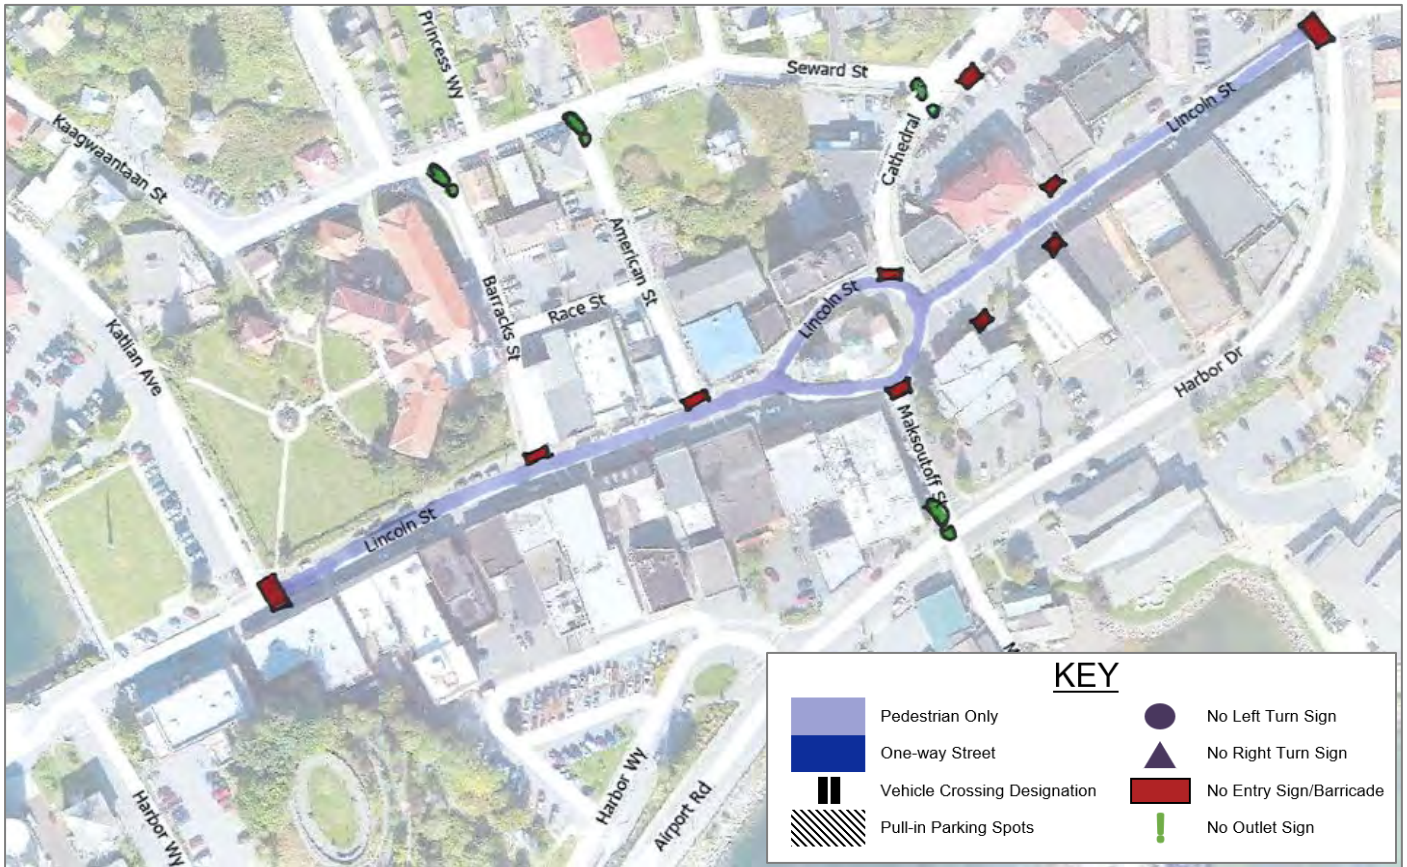 Princess Wy
Seward St
Lincoln St
Kaagwaantaan St
Cathedral
American St
Barracks St
Race St
Lincoln St
Katlian Ave
Harbor Dr
Maksoutoff St
Lincoln St
M
Harbor Wy
Harbor Wy
Airport Rd
KEY
Pedestrian Only
No Left Turn Sign
One-way Street
No Right Turn Sign
Vehicle Crossing Designation
No Entry Sign/Barricade
Pull-in Parking Spots
No Outlet Sign